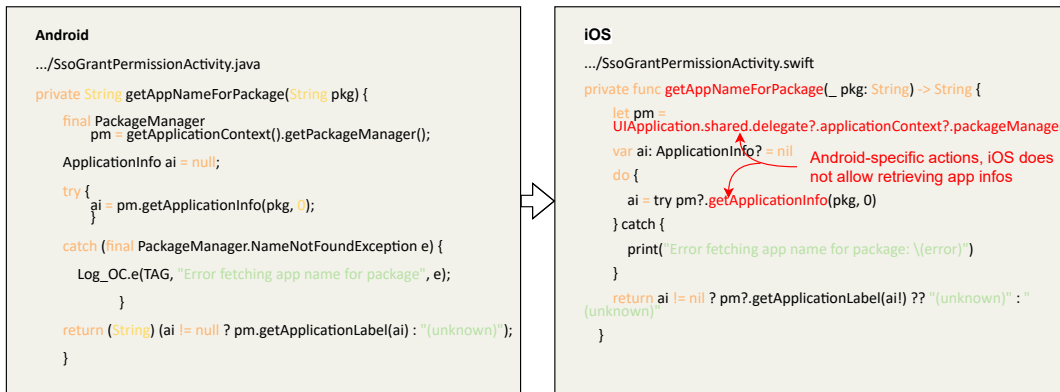 Android
.../SsoGrantPermissionActivity.java
private String getAppNameForPackage(String pkg) {
final PackageManager
pm = getApplicationContext().getPackageManager();
ApplicationInfo ai = null;
try {
ai = pm.getApplicationInfo(pkg, 0);
}
catch (final PackageManager.NameNotFoundException e) {
Log_OC.e(TAG, "Error fetching app name for package", e);
}
return (String) (ai != null ? pm.getApplicationLabel(ai) : "(unknown)");
}
iOS
.../SsoGrantPermissionActivity.swift
private func getAppNameForPackage(_ pkg: String) -> String {
let pm =
UIApplication.shared.delegate?.applicationContext?.packageManage
var ai: ApplicationInfo? = nil
Android-specific actions, iOS does
not allow retrieving app infos
do {
ai = try pm?.getApplicationInfo(pkg, 0)
} catch {
print("Error fetching app name for package: \(error)")
}
return ai != nil ? pm?.getApplicationLabel(ai!) ?? "(unknown)" : "
(unknown)"
}